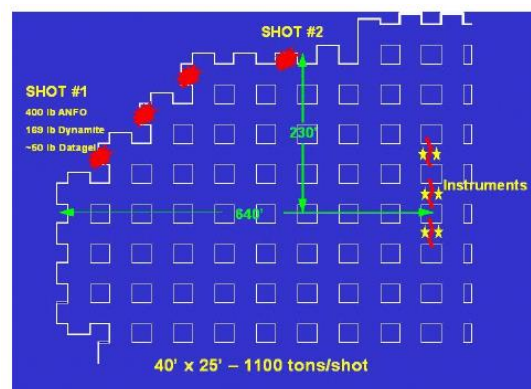 SHOT #2
SHOT #1
400 lb ANFO
169 lb Dynamite
~50 lb Datagel
230'
Instruments
640'
40' x 25' – 1100 tons/shot